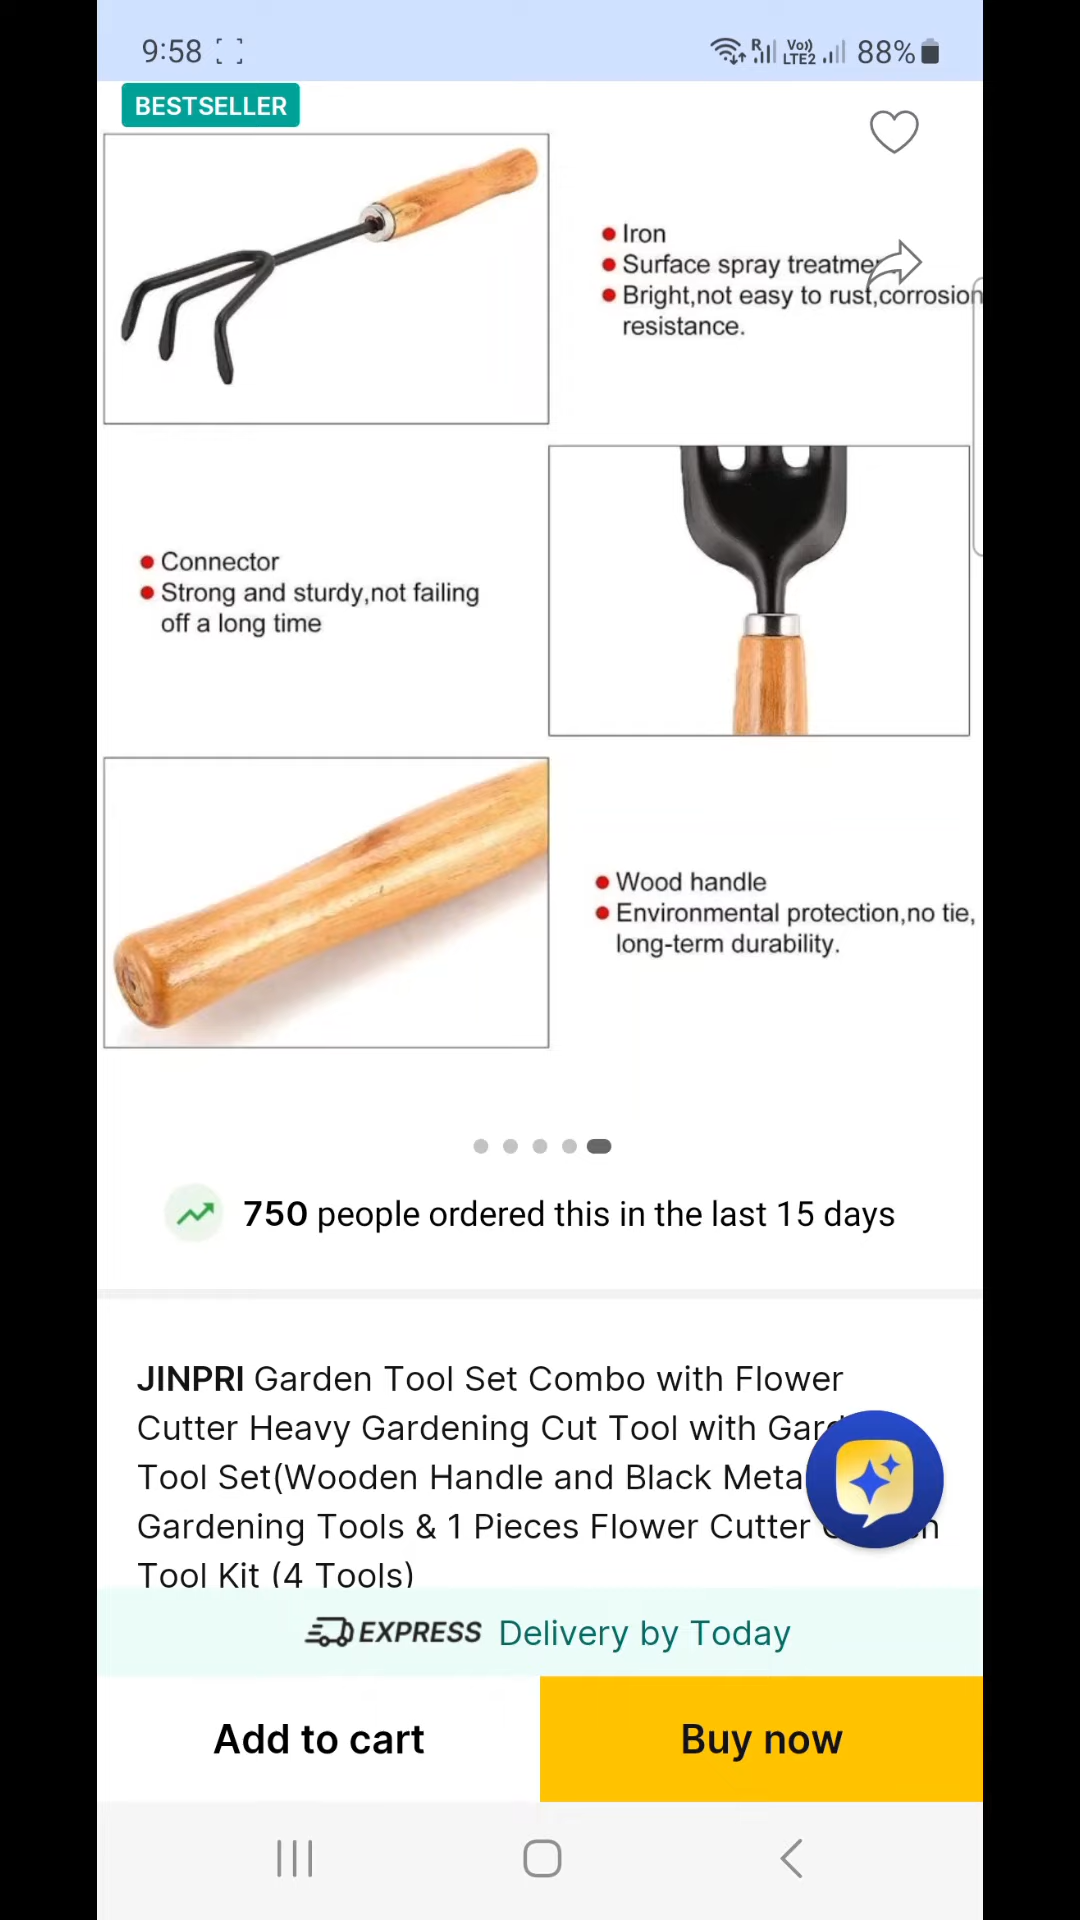 9:58
R Vo)) LTE2 88%
BESTSELLER
Iron
Surface spray
Bright,not easy to rust,corrosion
resistance.
Connector
Strong and sturdy,not failing
off a long time
Wood handle
Environmental protection,no tie,
long-term durability.
750 people ordered this in the last 15 days
JINPRI Garden Tool Set Combo with Flower
Cutter Heavy Gardening Cut Tool with
Tool Set(Wooden Handle and Black
Gardening Tools & 1 Pieces Flower Cutter
Tool Kit (4 Tools)
EXPRESS Delivery by Today
Add to cart
Buy now